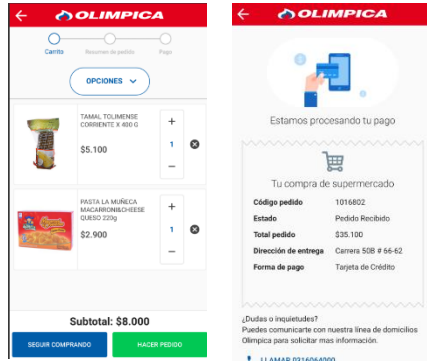 OLIMPICA
Carrito
Resumen de pedido
Pago
OPCIONES
TAMAL TOLIMENSE
CORRIENTE X 400 G
$5.100
+
1
−
PASTA LA MUÑECA
MACARRONI&CHEESE
QUESO 220g
$2.900
+
1
−
Subtotal: $8.000
SEGUIR COMPRANDO
HACER PEDIDO
OLIMPICA
Estamos procesando tu pago
Tu compra de supermercado
Código pedido 1016802
Estado Pedido Recibido
Total pedido $35.100
Dirección de entrega Carrera 50B # 66-62
Forma de pago Tarjeta de Crédito
¿Dudas o inquietudes?
Puedes comunicarte con nuestra línea de domicilios
Olimpica para solicitar mas información.
LLAMAR 0316064000